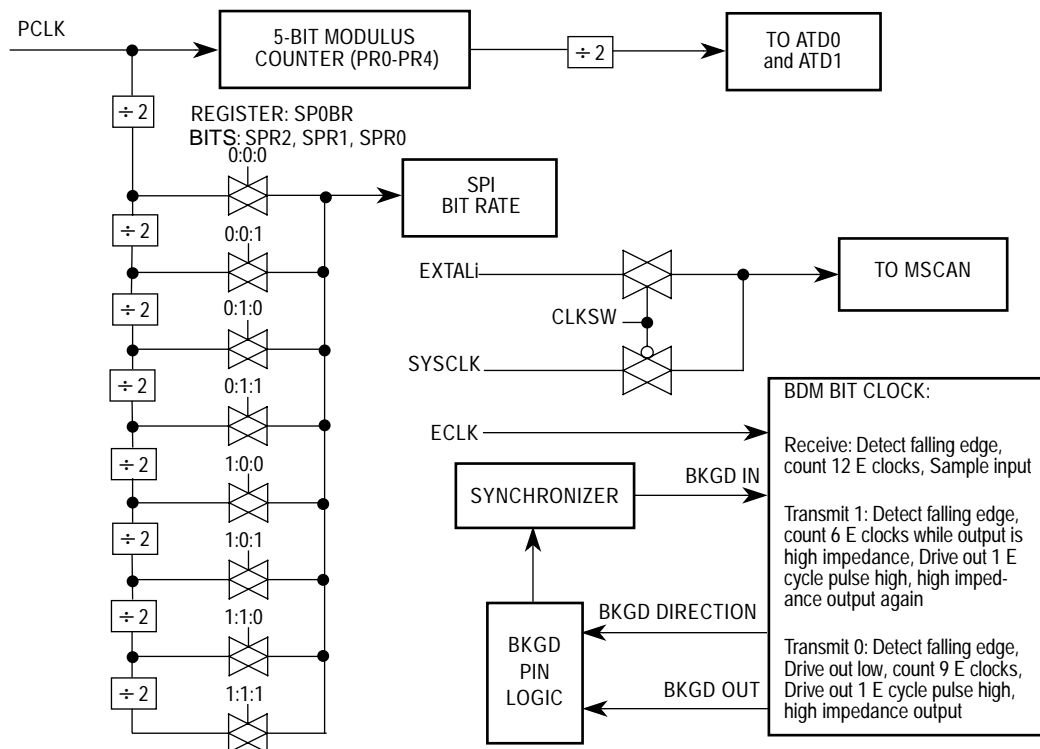 PCLK
5-BIT MODULUS
COUNTER (PR0-PR4)
÷ 2
TO ATD0
and ATD1
÷ 2
REGISTER: SP0BR
BITS: SPR2, SPR1, SPR0
0:0:0
SPI
BIT RATE
÷ 2
0:0:1
÷ 2
0:1:0
÷ 2
0:1:1
÷ 2
1:0:0
÷ 2
1:0:1
÷ 2
1:1:0
÷ 2
1:1:1
EXTALi
CLKSW
SYSCLK
TO MSCAN
ECLK
SYNCHRONIZER
BKGD IN
BKGD
PIN
LOGIC
BKGD DIRECTION
BKGD OUT
BDM BIT CLOCK:
Receive: Detect falling edge,
count 12 E clocks, Sample input
Transmit 1: Detect falling edge,
count 6 E clocks while output is
high impedance, Drive out 1 E
cycle pulse high, high imped-
ance output again
Transmit 0: Detect falling edge,
Drive out low, count 9 E clocks,
Drive out 1 E cycle pulse high,
high impedance output